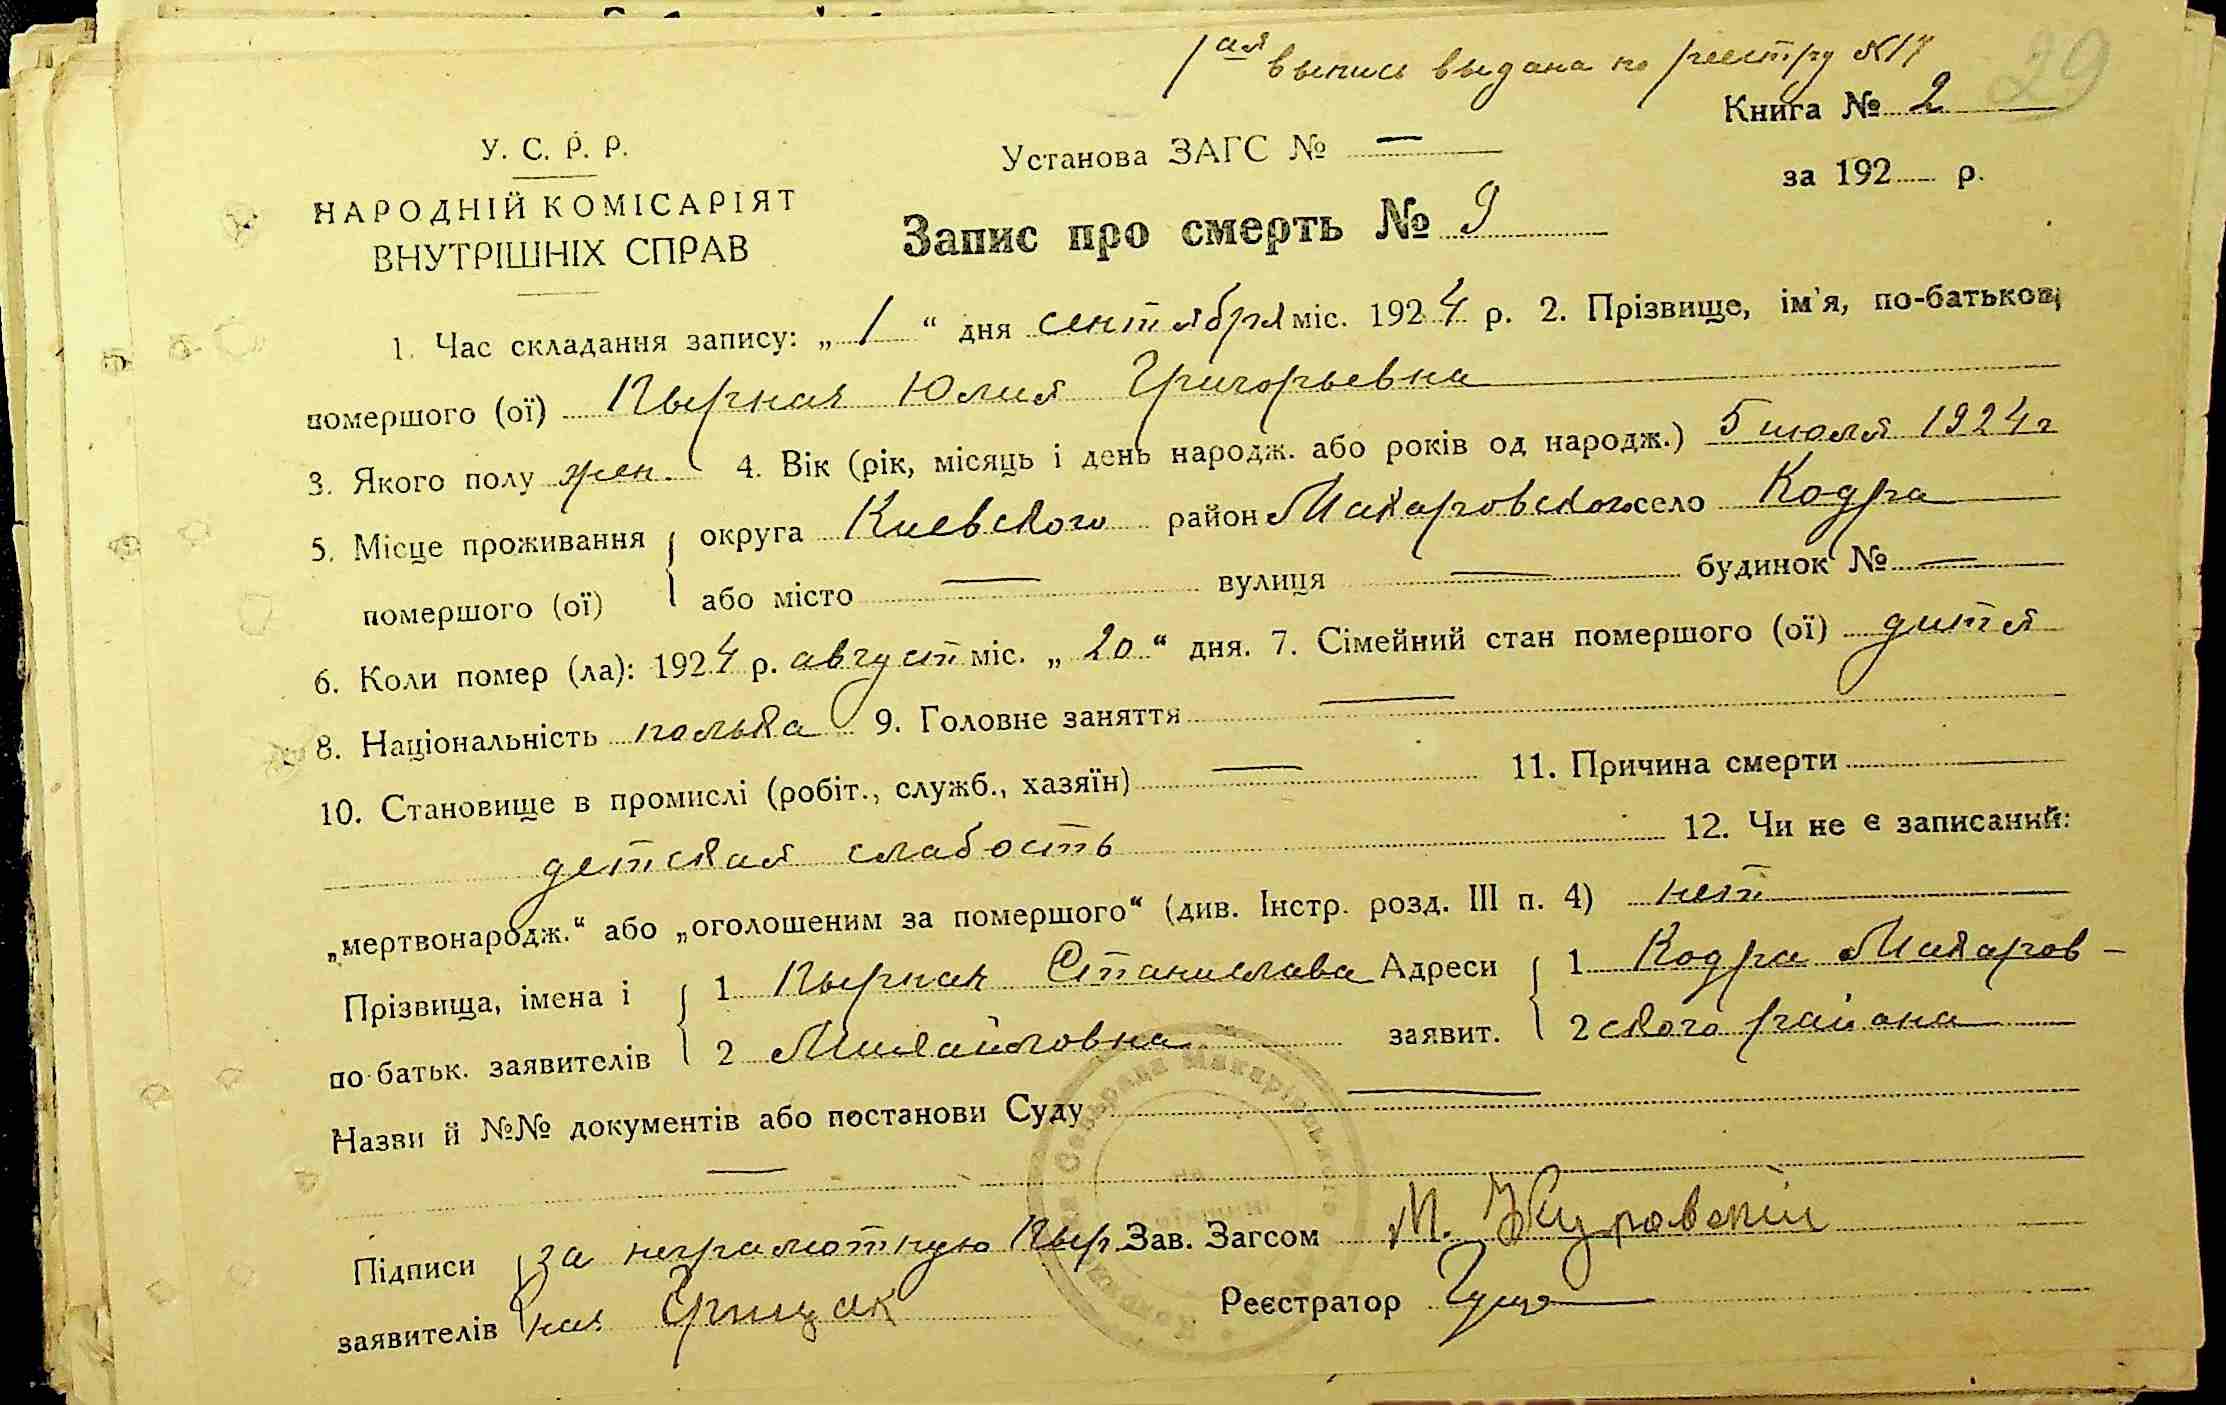 1ая выпись выдана по реестру №17
29
Книга № 2
У. С. Р. Р.
Установа ЗАГС № —
за 192 р.
НАРОДНІЙ КОМІСАРІЯТ
ВНУТРІШНІХ СПРАВ
Запис про смерть № 9
1. Час складання запису: „ 1 “ дня сентября міс. 1924 р. 2. Прізвище, ім'я, по-батькові
помершого (ої) Пырная Юлия Григорьевна
3. Якого полу жен. 4. Вік (рік, місяць і день народж. або років од народж.) 5 июля 1924 г
5. Місце проживання округа Киевского район Макаровского село Кодра
помершого (ої) або місто — вулиця — будинок № —
6. Коли помер (ла): 1924 р. август міс. „ 20 “ дня. 7. Сімейний стан помершого (ої) дитя
8. Національність полька 9. Головне заняття —
10. Становище в промислі (робіт., служб., хазяїн) — 11. Причина смерти
детская слабость 12. Чи не є записаний:
„мертвонародж.“ або „оголошеним за помершого“ (див. Інстр. розд. III п. 4) нет
Прізвища, імена і 1 Пырная Станислава Адреси 1 Кодра Макаров-
по батьк. заявителів 2 Михайловна заявит. 2 ского района
Назви й №№ документів або постанови Суду —
—
Підписи за неграмотную Пыр Зав. Загсом М. Журовский
заявителів ная Грищак Реєстратор